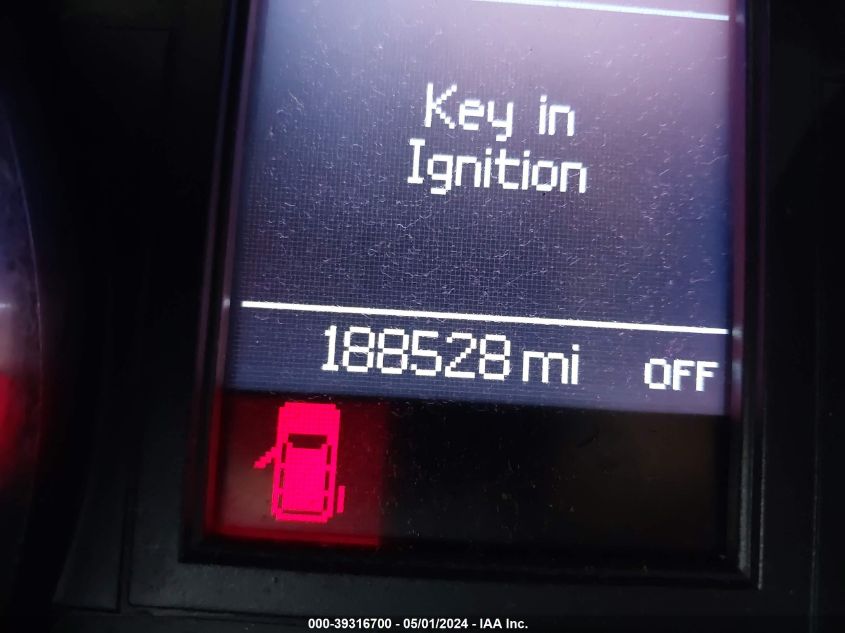 Key in
Ignition
188528 mi OFF
000-39316700 - 05/01/2024 - IAA Inc.